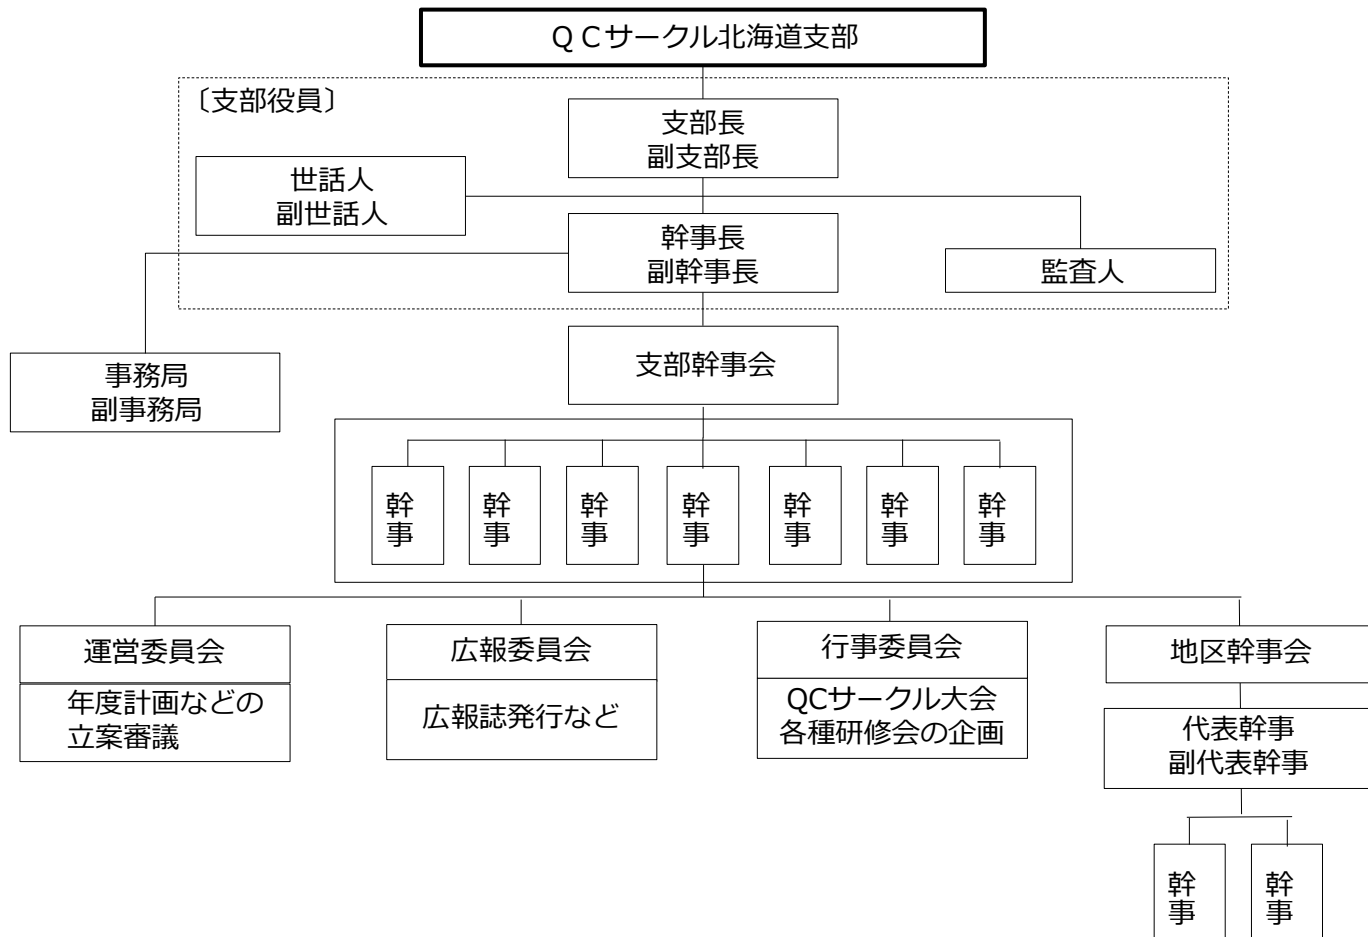 ＱＣサークル北海道支部
〔支部役員〕
支部長
副支部長
世話人
副世話人
幹事長
副幹事長
監査人
支部幹事会
事務局
副事務局
幹事
幹事
幹事
幹事
幹事
幹事
幹事
運営委員会
年度計画などの
立案審議
広報委員会
広報誌発行など
行事委員会
QCサークル大会
各種研修会の企画
地区幹事会
代表幹事
副代表幹事
幹事
幹事